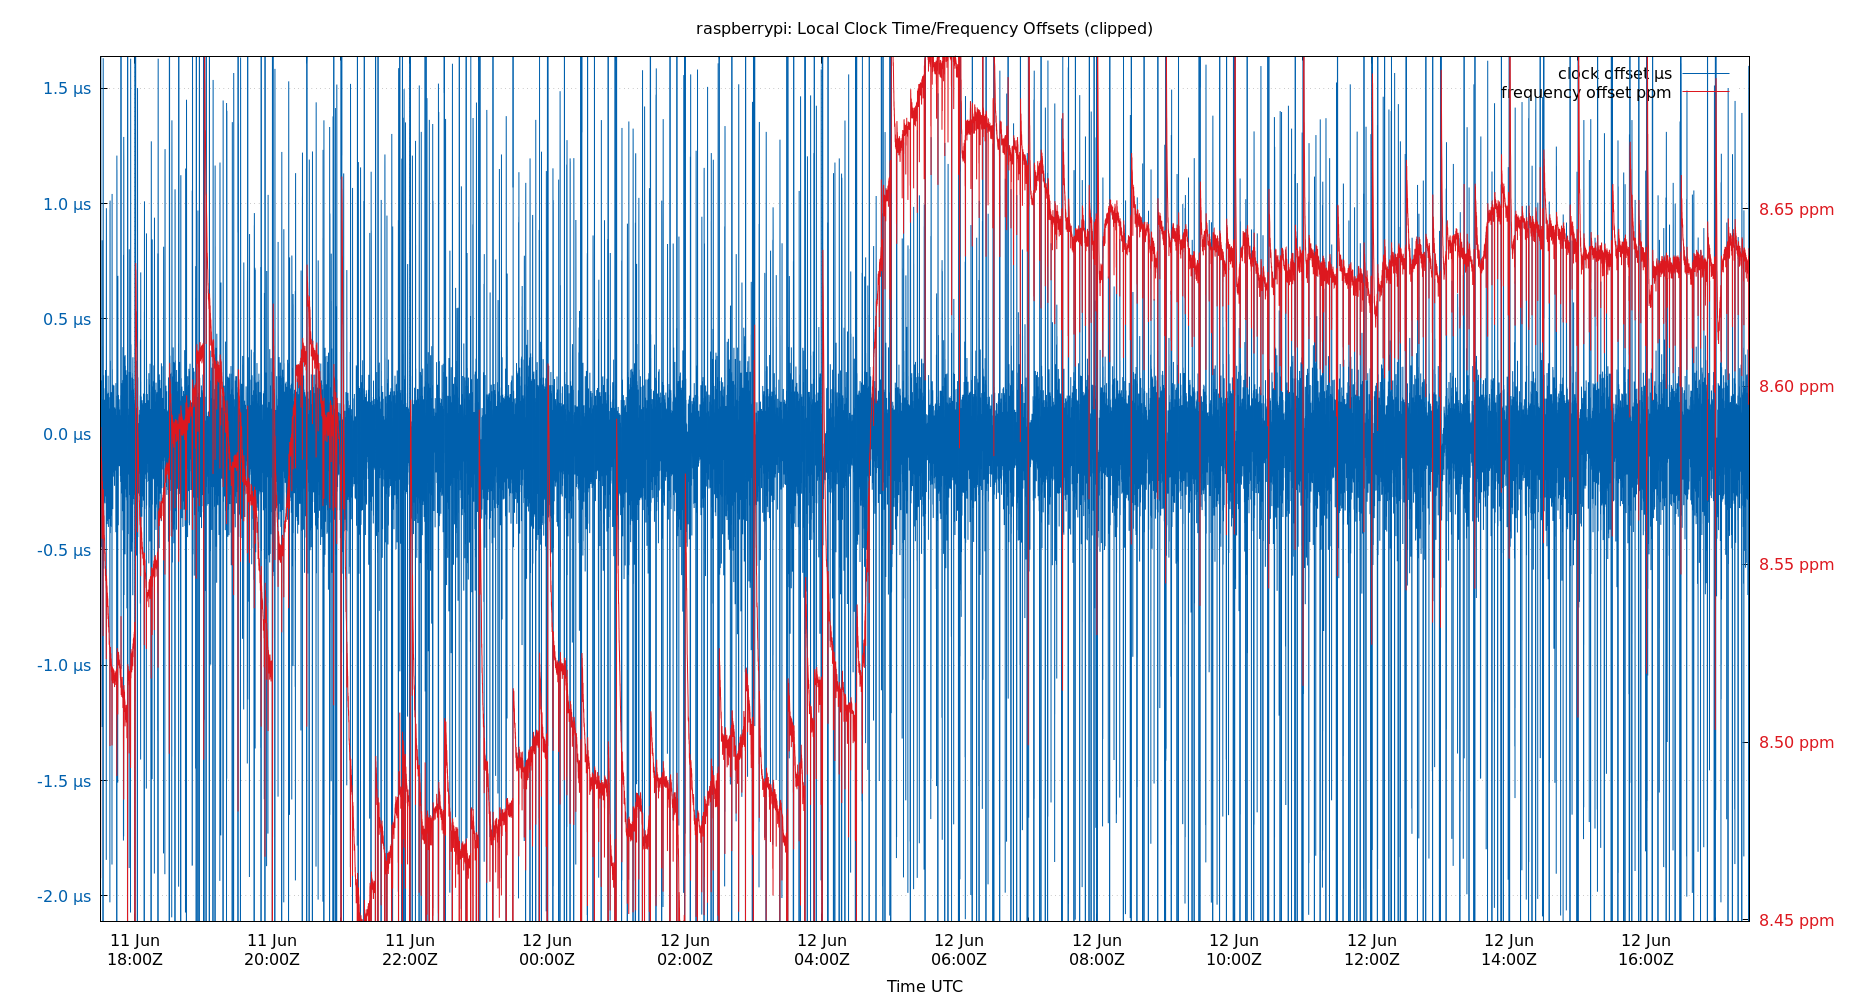 raspberrypi: Local Clock Time/Frequency Offsets (clipped)
clock offset µs
frequency offset ppm
1.5 µs
1.0 µs
0.5 µs
0.0 µs
-0.5 µs
-1.0 µs
-1.5 µs
-2.0 µs
8.65 ppm
8.60 ppm
8.55 ppm
8.50 ppm
8.45 ppm
11 Jun 11 Jun 11 Jun 12 Jun 12 Jun 12 Jun 12 Jun 12 Jun 12 Jun 12 Jun 12 Jun 12 Jun
18:00Z 20:00Z 22:00Z 00:00Z 02:00Z 04:00Z 06:00Z 08:00Z 10:00Z 12:00Z 14:00Z 16:00Z
Time UTC